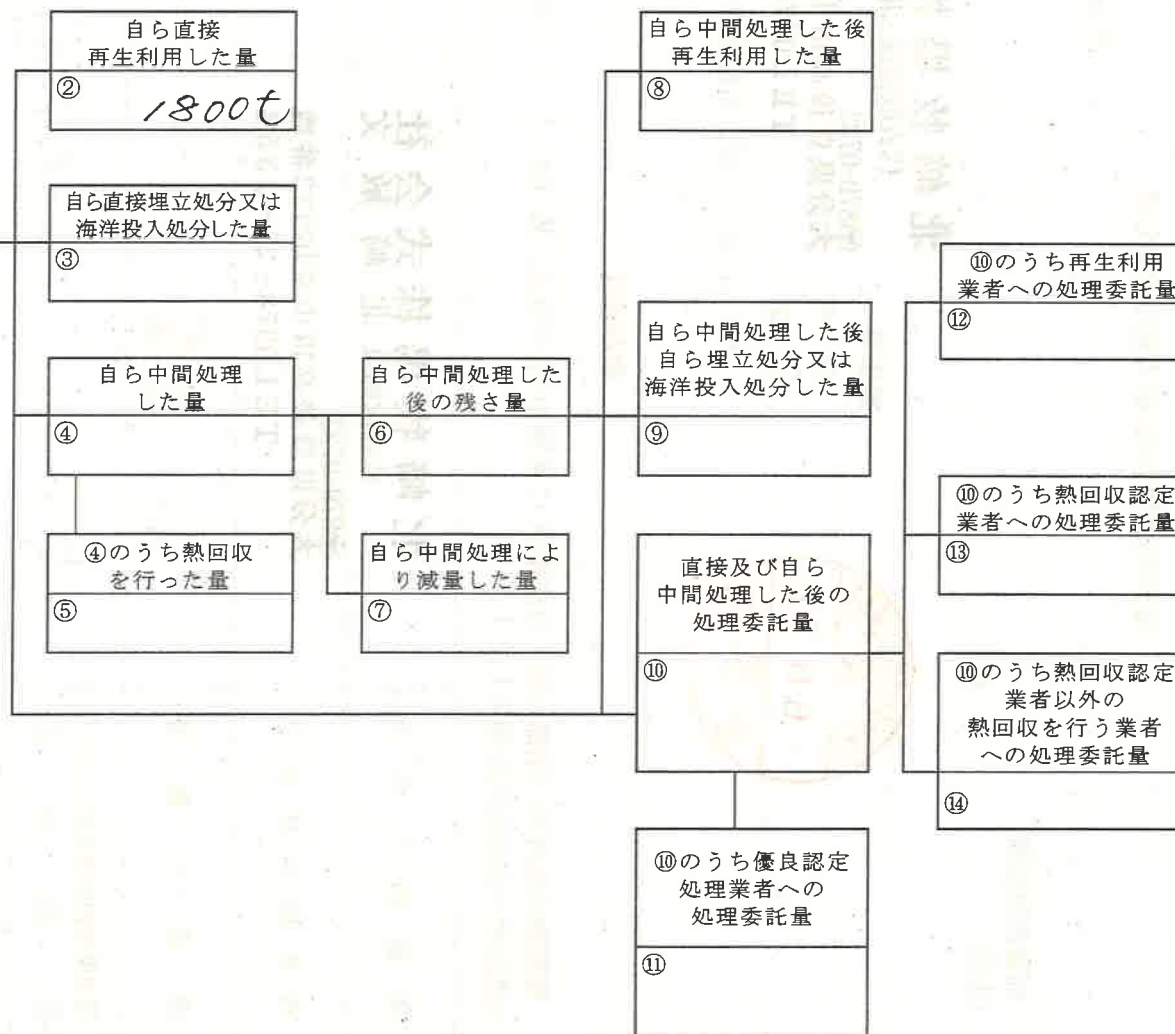 自ら直接
再生利用した量
②
1800t
自ら直接埋立処分又は
海洋投入処分した量
③
自ら中間処理
した量
④
④のうち熱回収
を行った量
⑤
自ら中間処理した
後の残さ量
⑥
自ら中間処理によ
り減量した量
⑦
自ら中間処理した後
再生利用した量
⑧
自ら中間処理した後
自ら埋立処分又は
海洋投入処分した量
⑨
直接及び自ら
中間処理した後の
処理委託量
⑩
⑩のうち優良認定
処理業者への
処理委託量
⑪
⑩のうち再生利用
業者への処理委託量
⑫
⑩のうち熱回収認定
業者への処理委託量
⑬
⑩のうち熱回収認定
業者以外の
熱回収を行う業者
への処理委託量
⑭